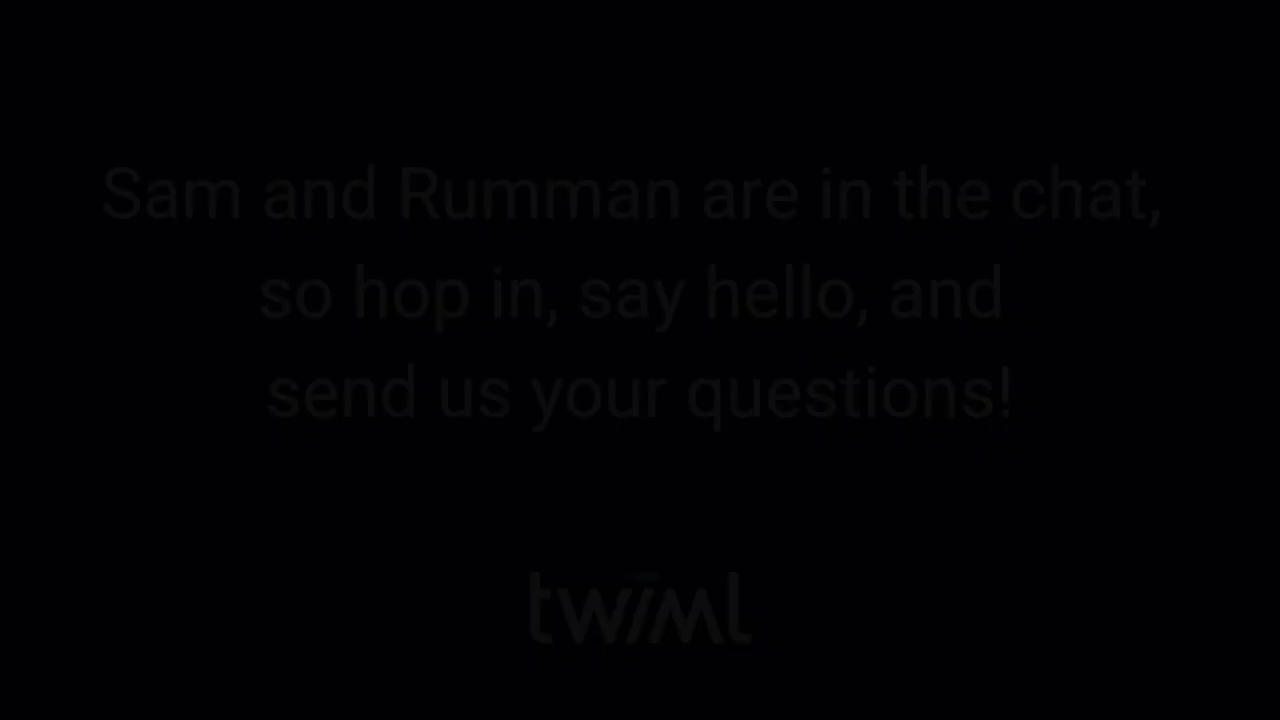 Sam and Rumman are in the chat,
so hop in, say hello, and
send us your questions!
twiml